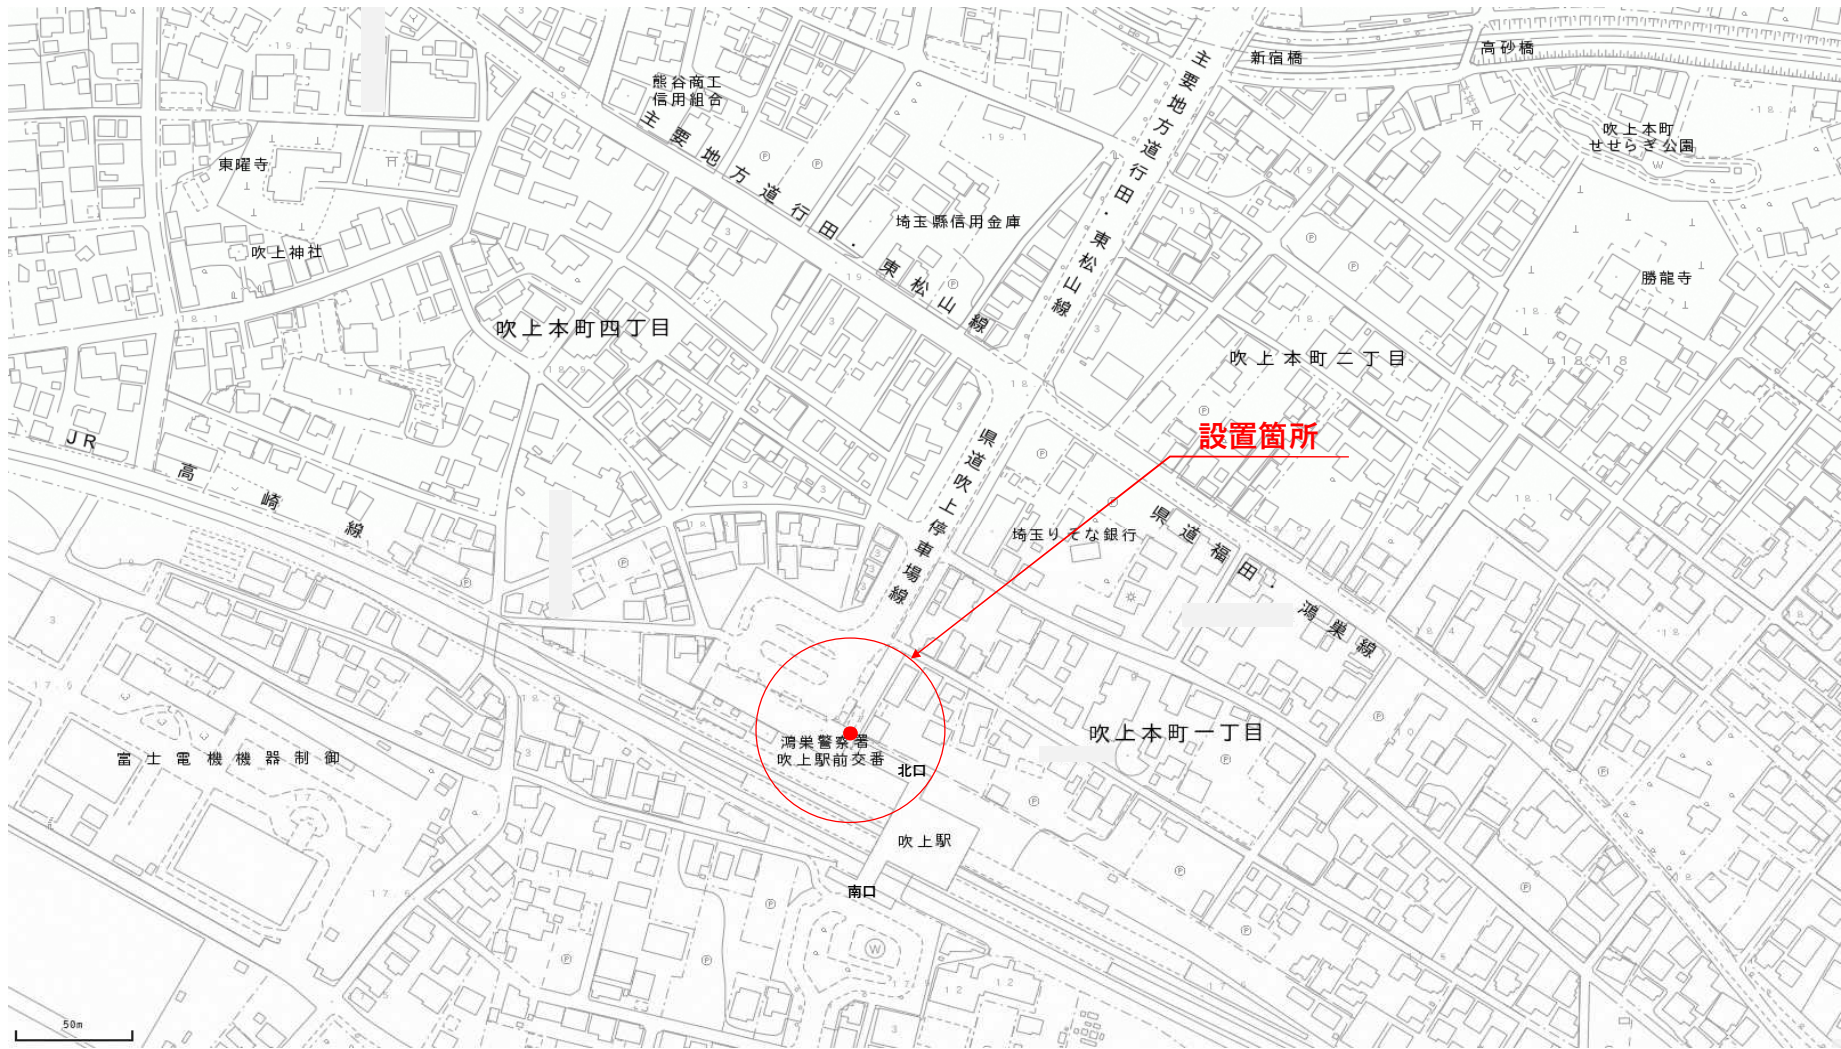 新宿橋
高砂橋
熊谷商工
信用組合
主要地方道行田・東松山線
主要地方道行田・東松山線
吹上本町
せせらぎ公園
東曜寺
埼玉縣信用金庫
吹上神社
勝龍寺
吹上本町四丁目
吹上本町二丁目
設置箇所
JR高崎線
県道吹上停車場線
埼玉りそな銀行
県道福田・鴻巣線
吹上本町一丁目
鴻巣警察署
吹上駅前交番
北口
富士電機機器制御
吹上駅
南口
50m